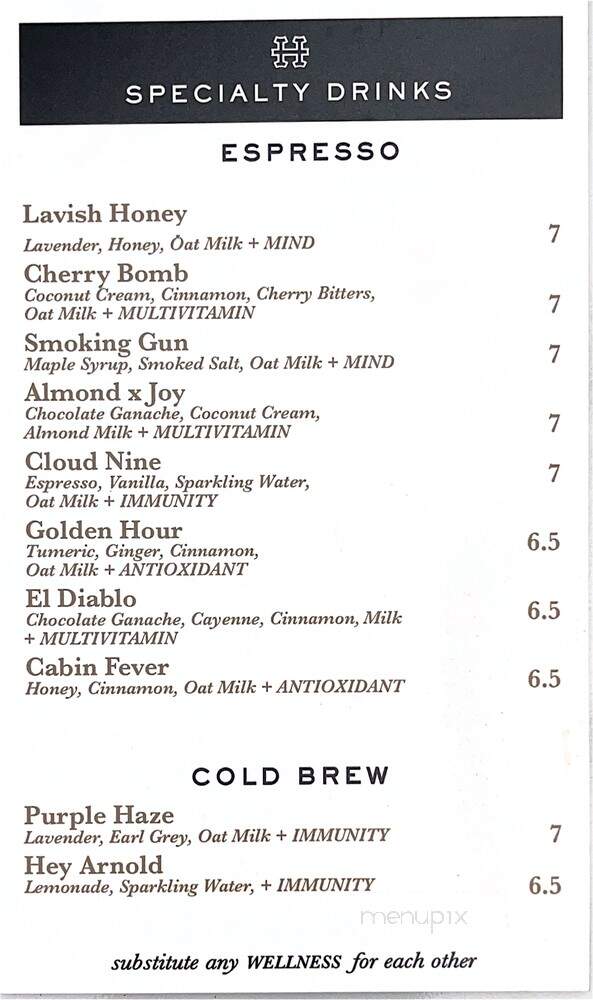 H
SPECIALTY DRINKS
ESPRESSO
Lavish Honey
Lavender, Honey, Oat Milk + MIND 7
Cherry Bomb
Coconut Cream, Cinnamon, Cherry Bitters,
Oat Milk + MULTIVITAMIN 7
Smoking Gun
Maple Syrup, Smoked Salt, Oat Milk + MIND 7
Almond x Joy
Chocolate Ganache, Coconut Cream,
Almond Milk + MULTIVITAMIN 7
Cloud Nine
Espresso, Vanilla, Sparkling Water, 7
Oat Milk + IMMUNITY
Golden Hour
Tumeric, Ginger, Cinnamon, 6.5
Oat Milk + ANTIOXIDANT
El Diablo
Chocolate Ganache, Cayenne, Cinnamon, Milk 6.5
+ MULTIVITAMIN
Cabin Fever
Honey, Cinnamon, Oat Milk + ANTIOXIDANT 6.5
COLD BREW
Purple Haze
Lavender, Earl Grey, Oat Milk + IMMUNITY 7
Hey Arnold
Lemonade, Sparkling Water, + IMMUNITY 6.5
menupix
substitute any WELLNESS for each other